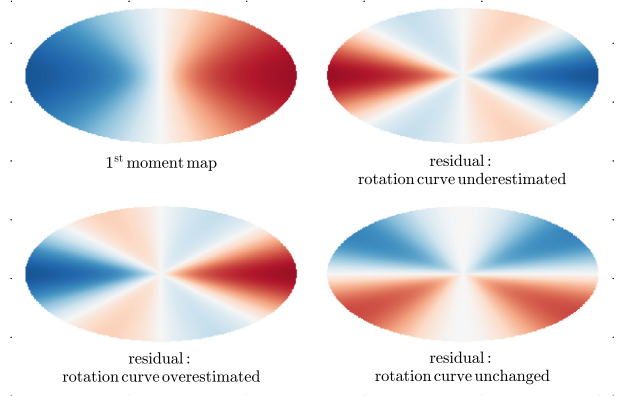 1st moment map
residual :
rotation curve underestimated
residual :
rotation curve overestimated
residual :
rotation curve unchanged